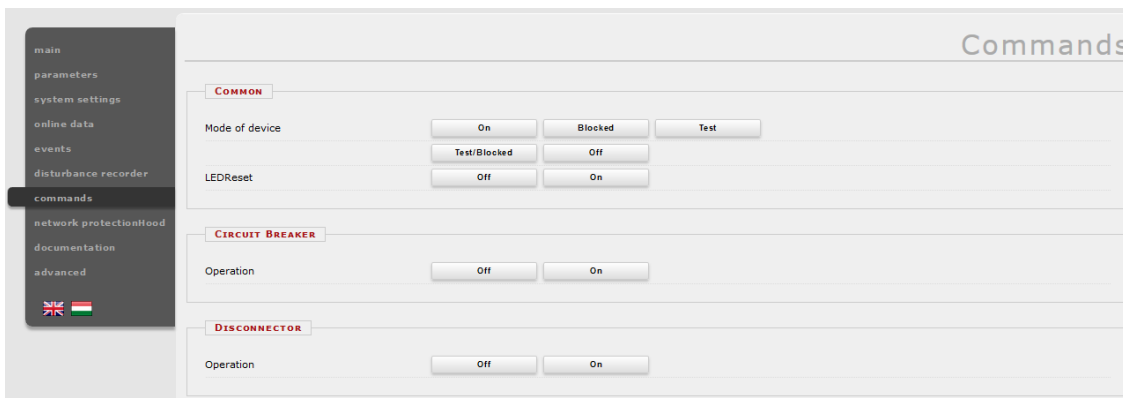 Commands
main
parameters
system settings
online data
events
disturbance recorder
commands
network protectionHood
documentation
advanced
COMMON
Mode of device On Blocked Test
Test/Blocked Off
LEDReset Off On
CIRCUIT BREAKER
Operation Off On
DISCONNECTOR
Operation Off On